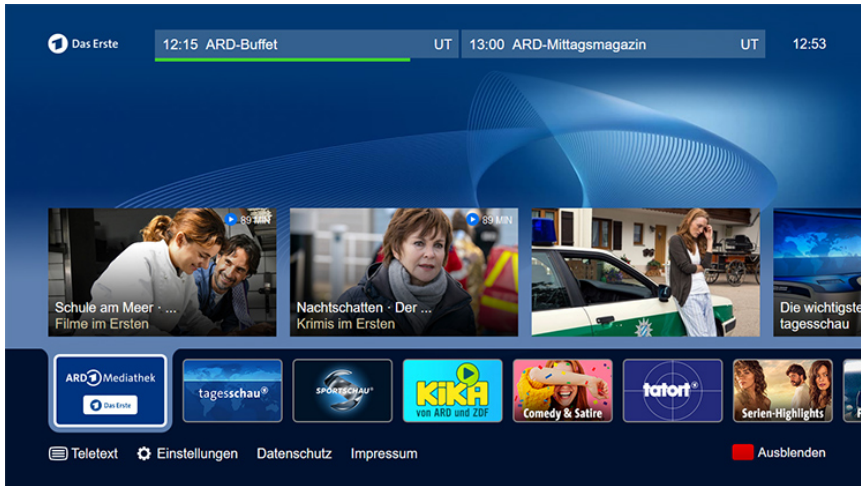 Das Erste
12:15 ARD-Buffet UT
13:00 ARD-Mittagsmagazin UT
12:53
89 MIN
Schule am Meer · ...
Filme im Ersten
89 MIN
Nachtschatten · Der ...
Krimis im Ersten
Die wichtigste
tagesschau
ARD 1 Mediathek
Das Erste
tagesschau
SPORTSCHAU
KiKA
von ARD und ZDF
Comedy & Satire
tatort
Serien-Highlights
Teletext
Einstellungen
Datenschutz
Impressum
Ausblenden